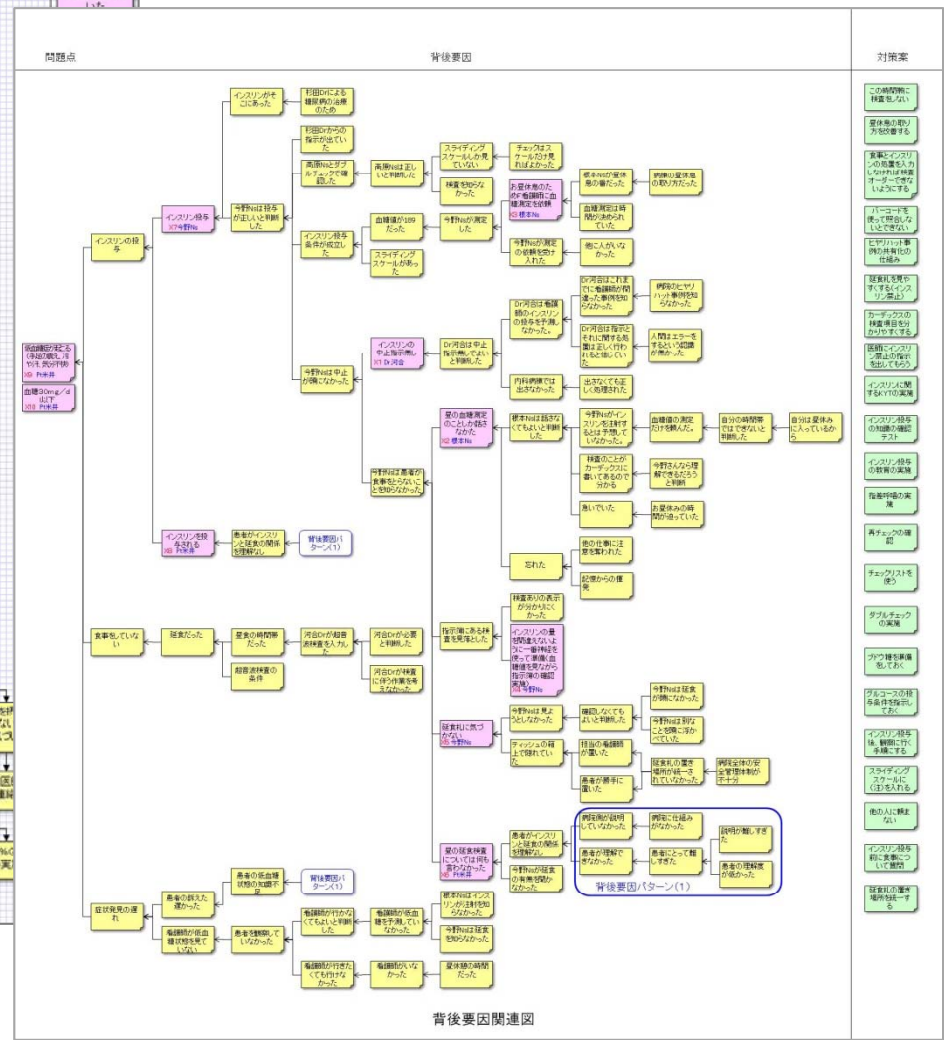 いた
問題点
背後要因
対策案
インスリンがそ
こにあった
杉田Drによる
糖尿病の治療
のため
杉田Drからの
指示が出てい
た
高原Nsとダブ
ルチェックで確
認した
高原Nsは正し
いと判断した
スライディング
スケールしか見
ていない
チェックはス
ケールだけ見
ればよかった
検査を知らな
かった
お昼休息のた
めF看護師に血
糖測定を依頼
X3 根本Ns
根本Nsが昼休
息の番だった
病棟の昼休息
の取り方だった
血糖測定は時
間が決められ
ていた
インスリンの投
与
インスリン投与
X7今野Ns
今野Nsは投与
が正しいと判断
した
インスリン投与
条件が成立し
た
血糖値が189
だった
今野Nsが測定
した
今野Nsが測定
の依頼を受け
入れた
他に人がいな
かった
スライディング
スケールがあっ
た
低血糖症が起こる
X9 Pt米井
血糖30mg/d
l以下
X10 Pt米井
今野Nsは中止
が頭になかった
インスリンの
中止指示無し
X1 Dr河合
Dr河合は中止
指示無しでよい
と判断した
Dr河合は看護
師のインスリン
の投与を予測し
なかった。
Dr河合はこれま
でに看護師が間
違った事例を知
らなかった
病院のヒヤリ
ハット事例を知
らなかった
Dr河合は指示と
それに関する処
置は正しく行わ
れると信じてい
た
人間はエラーを
するという認識
が無かった
内科病棟では
出さなかった
出さなくても正
しく処理された
今野Nsは患者が
食事をとらないこ
とを知らなかった
昼の血糖測定
のことしか話さ
なかた
X2 根本Ns
根本Nsは話さな
くてもよいと判断
した
今野Nsがイン
スリンを注射す
るとは予想して
いなかった。
血糖値の測定
だけを頼んだ。
自分の時間帯
ではできないと
判断した
自分は昼休み
に入っているか
ら
検査のことが
カーデックスに
書いてあるので
分かる
今野さんなら理
解できるだろう
と判断
急いでいた
お昼休みの時
間が迫っていた
忘れた
他の仕事に注
意を奪われた
記憶からの揮
発
インスリンを投
与される
X8 Pt米井
患者がインスリ
ンと延食の関係
を理解なし
背後要因パ
ターン(1)
指示簿にある検
査を見落とした
検査ありの表示
が分かりにく
かった
インスリンの量
を間違えないよ
うに一番神経を
使って準備(血
糖値を見ながら
指示簿の確認
実施)
X4 今野Ns
食事をしていな
い
延食だった
昼食の時間帯
だった
河合Drが超音
波検査を入力し
た
河合Drが必要
と判断した
超音波検査の
条件
河合Drが検査
に伴う作業を考
えなかった
延食札に気づ
かない
X5 今野Ns
今野Nsは見よ
うとしなかった
確認しなくても
よいと判断した
今野Nsは延食
が頭になかった
今野Nsは別な
ことを頭に浮か
べていた
ティッシュの箱
上で隠れてい
た
担当の看護師
が置いた
患者が勝手に
置いた
延食札の置き
場所が統一さ
れていなかった
病院全体の安
全管理体制が
不十分
昼の延食検査
については何も
言わなかった
X6 Pt米井
患者がインスリ
ンと延食の関係
を理解なし
今野Nsが延食
の有無を聞か
なかった
病院側が説明
していなかった
病院に仕組み
がなかった
患者が理解で
きなかった
患者にとって難
しすぎた
説明が難しすぎ
た
患者の理解度
が低かった
背後要因パターン(1)
症状発見の遅
れ
患者の訴えた
遅かった
患者の低血糖
状態の知識不
足
背後要因パ
ターン(1)
看護師が低血
糖状態を見て
いない
患者を観察して
いなかった
看護師が行かな
くてもよいと判断
した
看護師が低血
糖を予測してい
なかった
根本Nsはインス
リンが注射を知
らなかった
今野Nsは延食
を知らなかった
看護師が行きた
くても行けな
かった
看護師がいな
かった
昼休憩の時間
だった
この時間帯に
検査をしない
昼休息の取り
方を改善する
食事とインスリ
ンの処置を入力
しなければ検査
オーダーできな
いようにする
バーコードを
使って照合しな
いとできない
ヒヤリハット事
例の共有化の
仕組み
延食札を見や
すくする(インス
リン禁止)
カーデックスの
検査項目を分
かりやすくする
医師にインスリ
ン禁止の指示
を出してもらう
インスリンに関
するKYTの実施
インスリン投与
の知識の確認
テスト
インスリン投与
の教育の実施
指差呼唱の実
施
再チェックの確
認
チェックリストを
使う
ダブルチェック
の実施
ブドウ糖を準備
をしておく
グルコースの投
与条件を指示し
ておく
インスリン投与
後、観察に行く
手順にする
スライディング
スケールに
(注)を入れる
他の人に頼ま
ない
インスリン投与
前に食事につ
いて質問
延食札の置き
場所を統一す
る
背後要因関連図